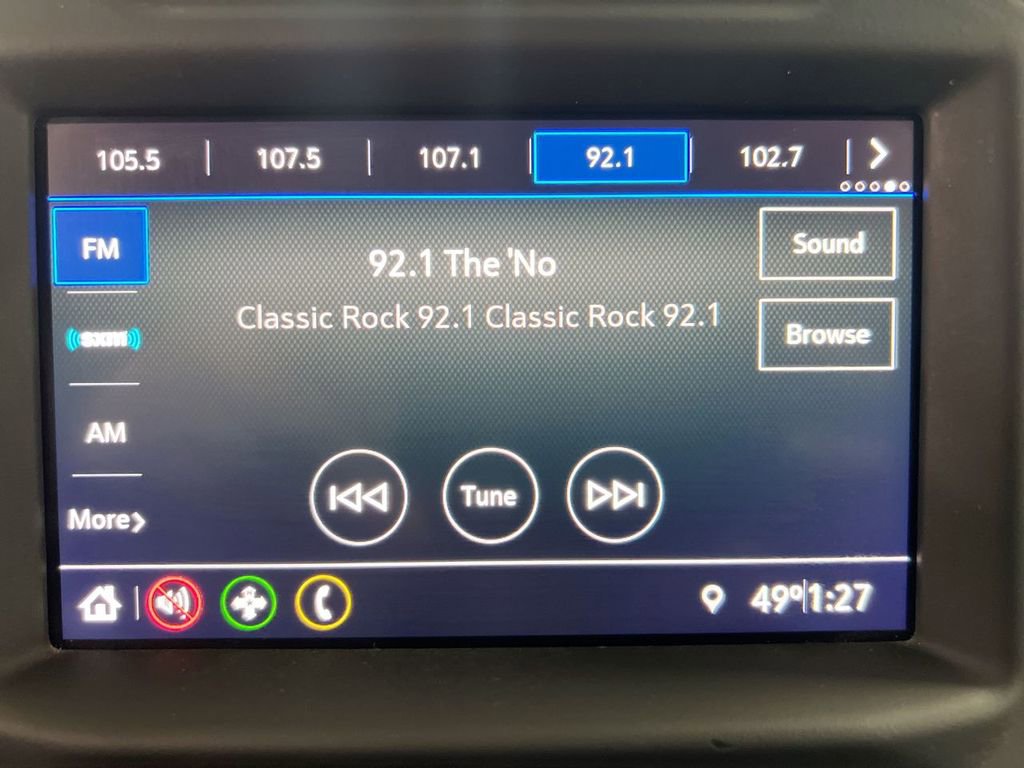 105.5 107.5 107.1 92.1 102.7
FM
92.1 The 'No
Sound
Classic Rock 92.1 Classic Rock 92.1
sxm
Browse
AM
Tune
More
49° 1:27